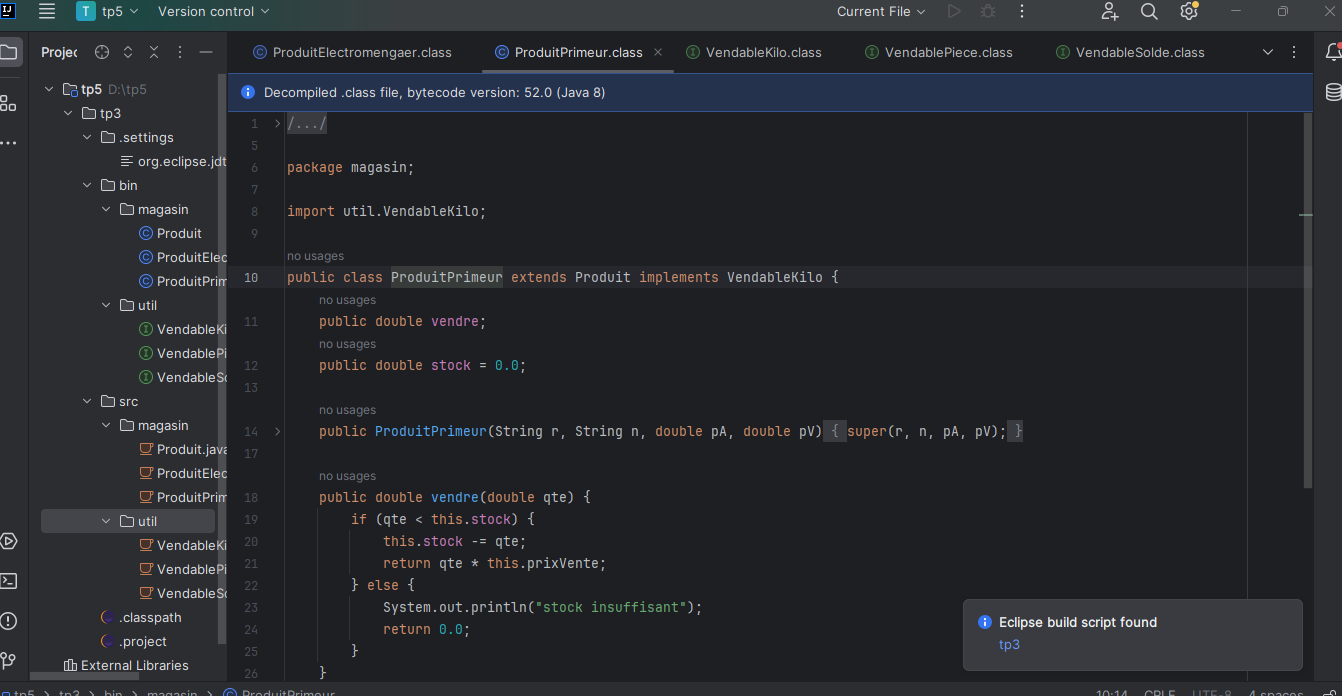 tp5 Version control Current File
Project
ProduitElectromengaer.class ProduitPrimeur.class VendableKilo.class VendablePiece.class VendableSolde.class
Decompiled .class file, bytecode version: 52.0 (Java 8)
tp5 D:\tp5
tp3
.settings
org.eclipse.jdt
bin
magasin
Produit
ProduitElec
ProduitPrim
util
VendableKi
VendablePi
VendableSo
src
magasin
Produit.java
ProduitElec
ProduitPrim
util
VendableKi
VendablePi
VendableSo
.classpath
.project
External Libraries
1 /.../
5
6 package magasin;
7
8 import util.VendableKilo;
9
no usages
10 public class ProduitPrimeur extends Produit implements VendableKilo {
no usages
11 public double vendre;
no usages
12 public double stock = 0.0;
13
no usages
14 public ProduitPrimeur(String r, String n, double pA, double pV) { super(r, n, pA, pV); }
17
no usages
18 public double vendre(double qte) {
19 if (qte < this.stock) {
20 this.stock -= qte;
21 return qte * this.prixVente;
22 } else {
23 System.out.println("stock insuffisant");
24 return 0.0;
25 }
26 }
Eclipse build script found
tp3
tp5 > tp3 > bin > magasin > ProduitPrimeur 10:14 CRLF UTF-8 4 spaces